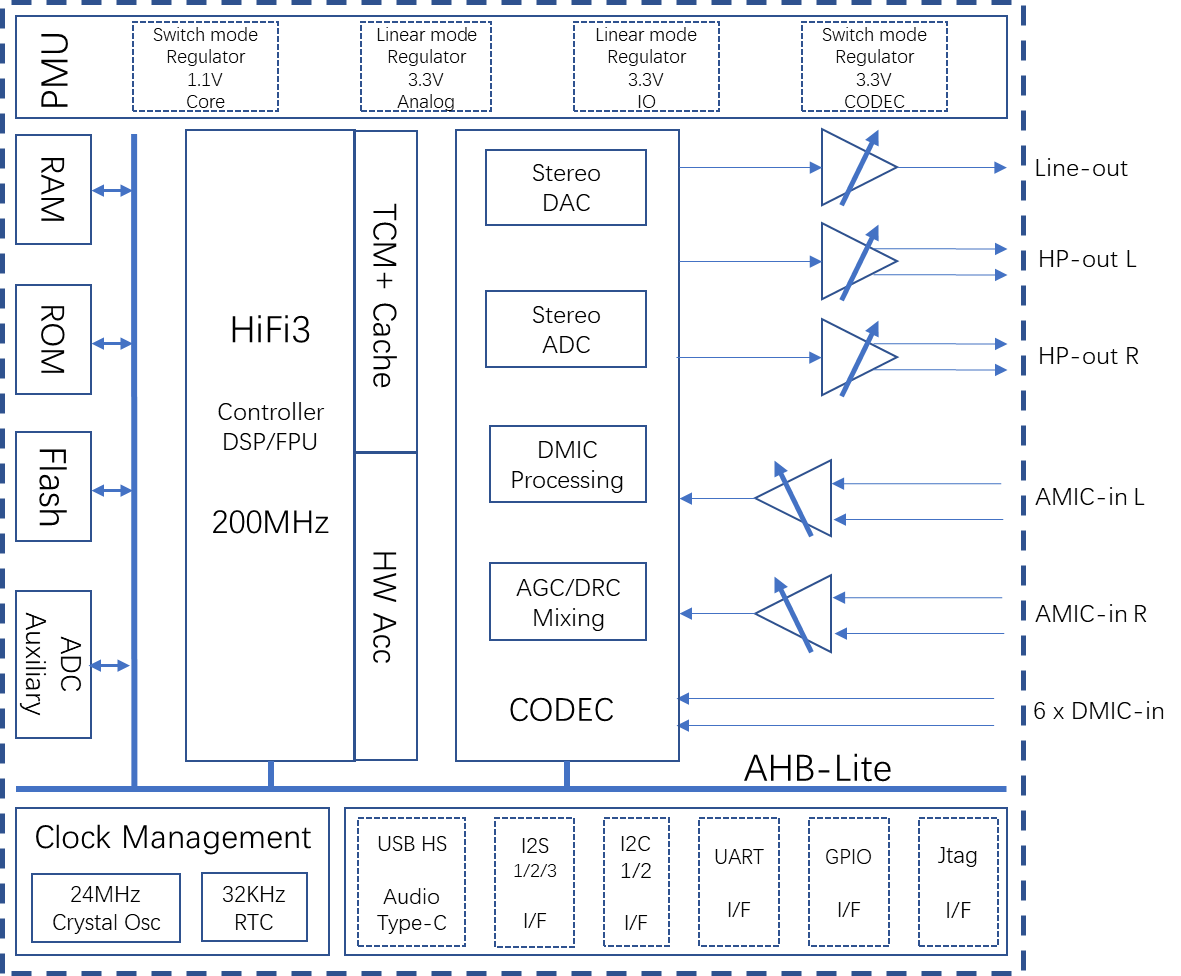 PMU
Switch mode
Regulator
1.1V
Core
Linear mode
Regulator
3.3V
Analog
Linear mode
Regulator
3.3V
IO
Switch mode
Regulator
3.3V
CODEC
RAM
ROM
Flash
ADC
Auxiliary
HiFi3
Controller
DSP/FPU
200MHz
TCM+ Cache
HW Acc
Stereo
DAC
Stereo
ADC
DMIC
Processing
AGC/DRC
Mixing
CODEC
Line-out
HP-out L
HP-out R
AMIC-in L
AMIC-in R
6 x DMIC-in
AHB-Lite
Clock Management
24MHz
Crystal Osc
32KHz
RTC
USB HS
Audio
Type-C
I2S
1/2/3
I/F
I2C
1/2
I/F
UART
I/F
GPIO
I/F
Jtag
I/F